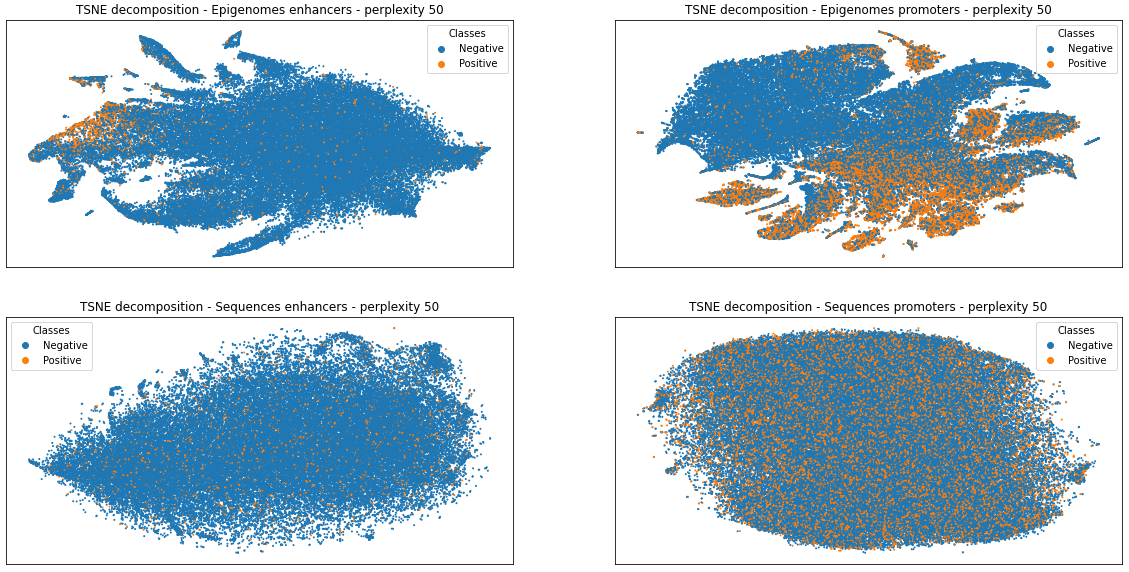 TSNE decomposition - Epigenomes enhancers - perplexity 50
Classes
Negative
Positive
TSNE decomposition - Epigenomes promoters - perplexity 50
Classes
Negative
Positive
TSNE decomposition - Sequences enhancers - perplexity 50
Classes
Negative
Positive
TSNE decomposition - Sequences promoters - perplexity 50
Classes
Negative
Positive